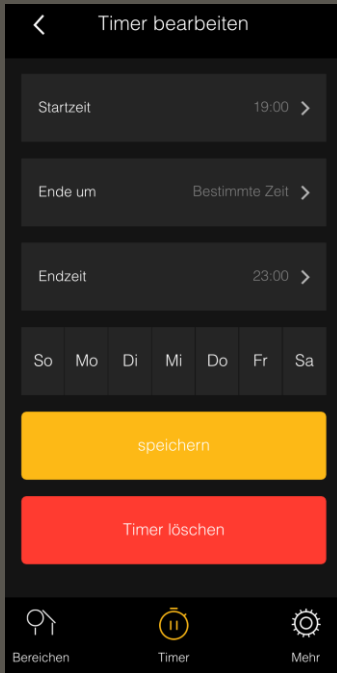 Timer bearbeiten
Startzeit 19:00
Ende um Bestimmte Zeit
Endzeit 23:00
So Mo Di Mi Do Fr Sa
speichern
Timer löschen
Bereichen Timer Mehr